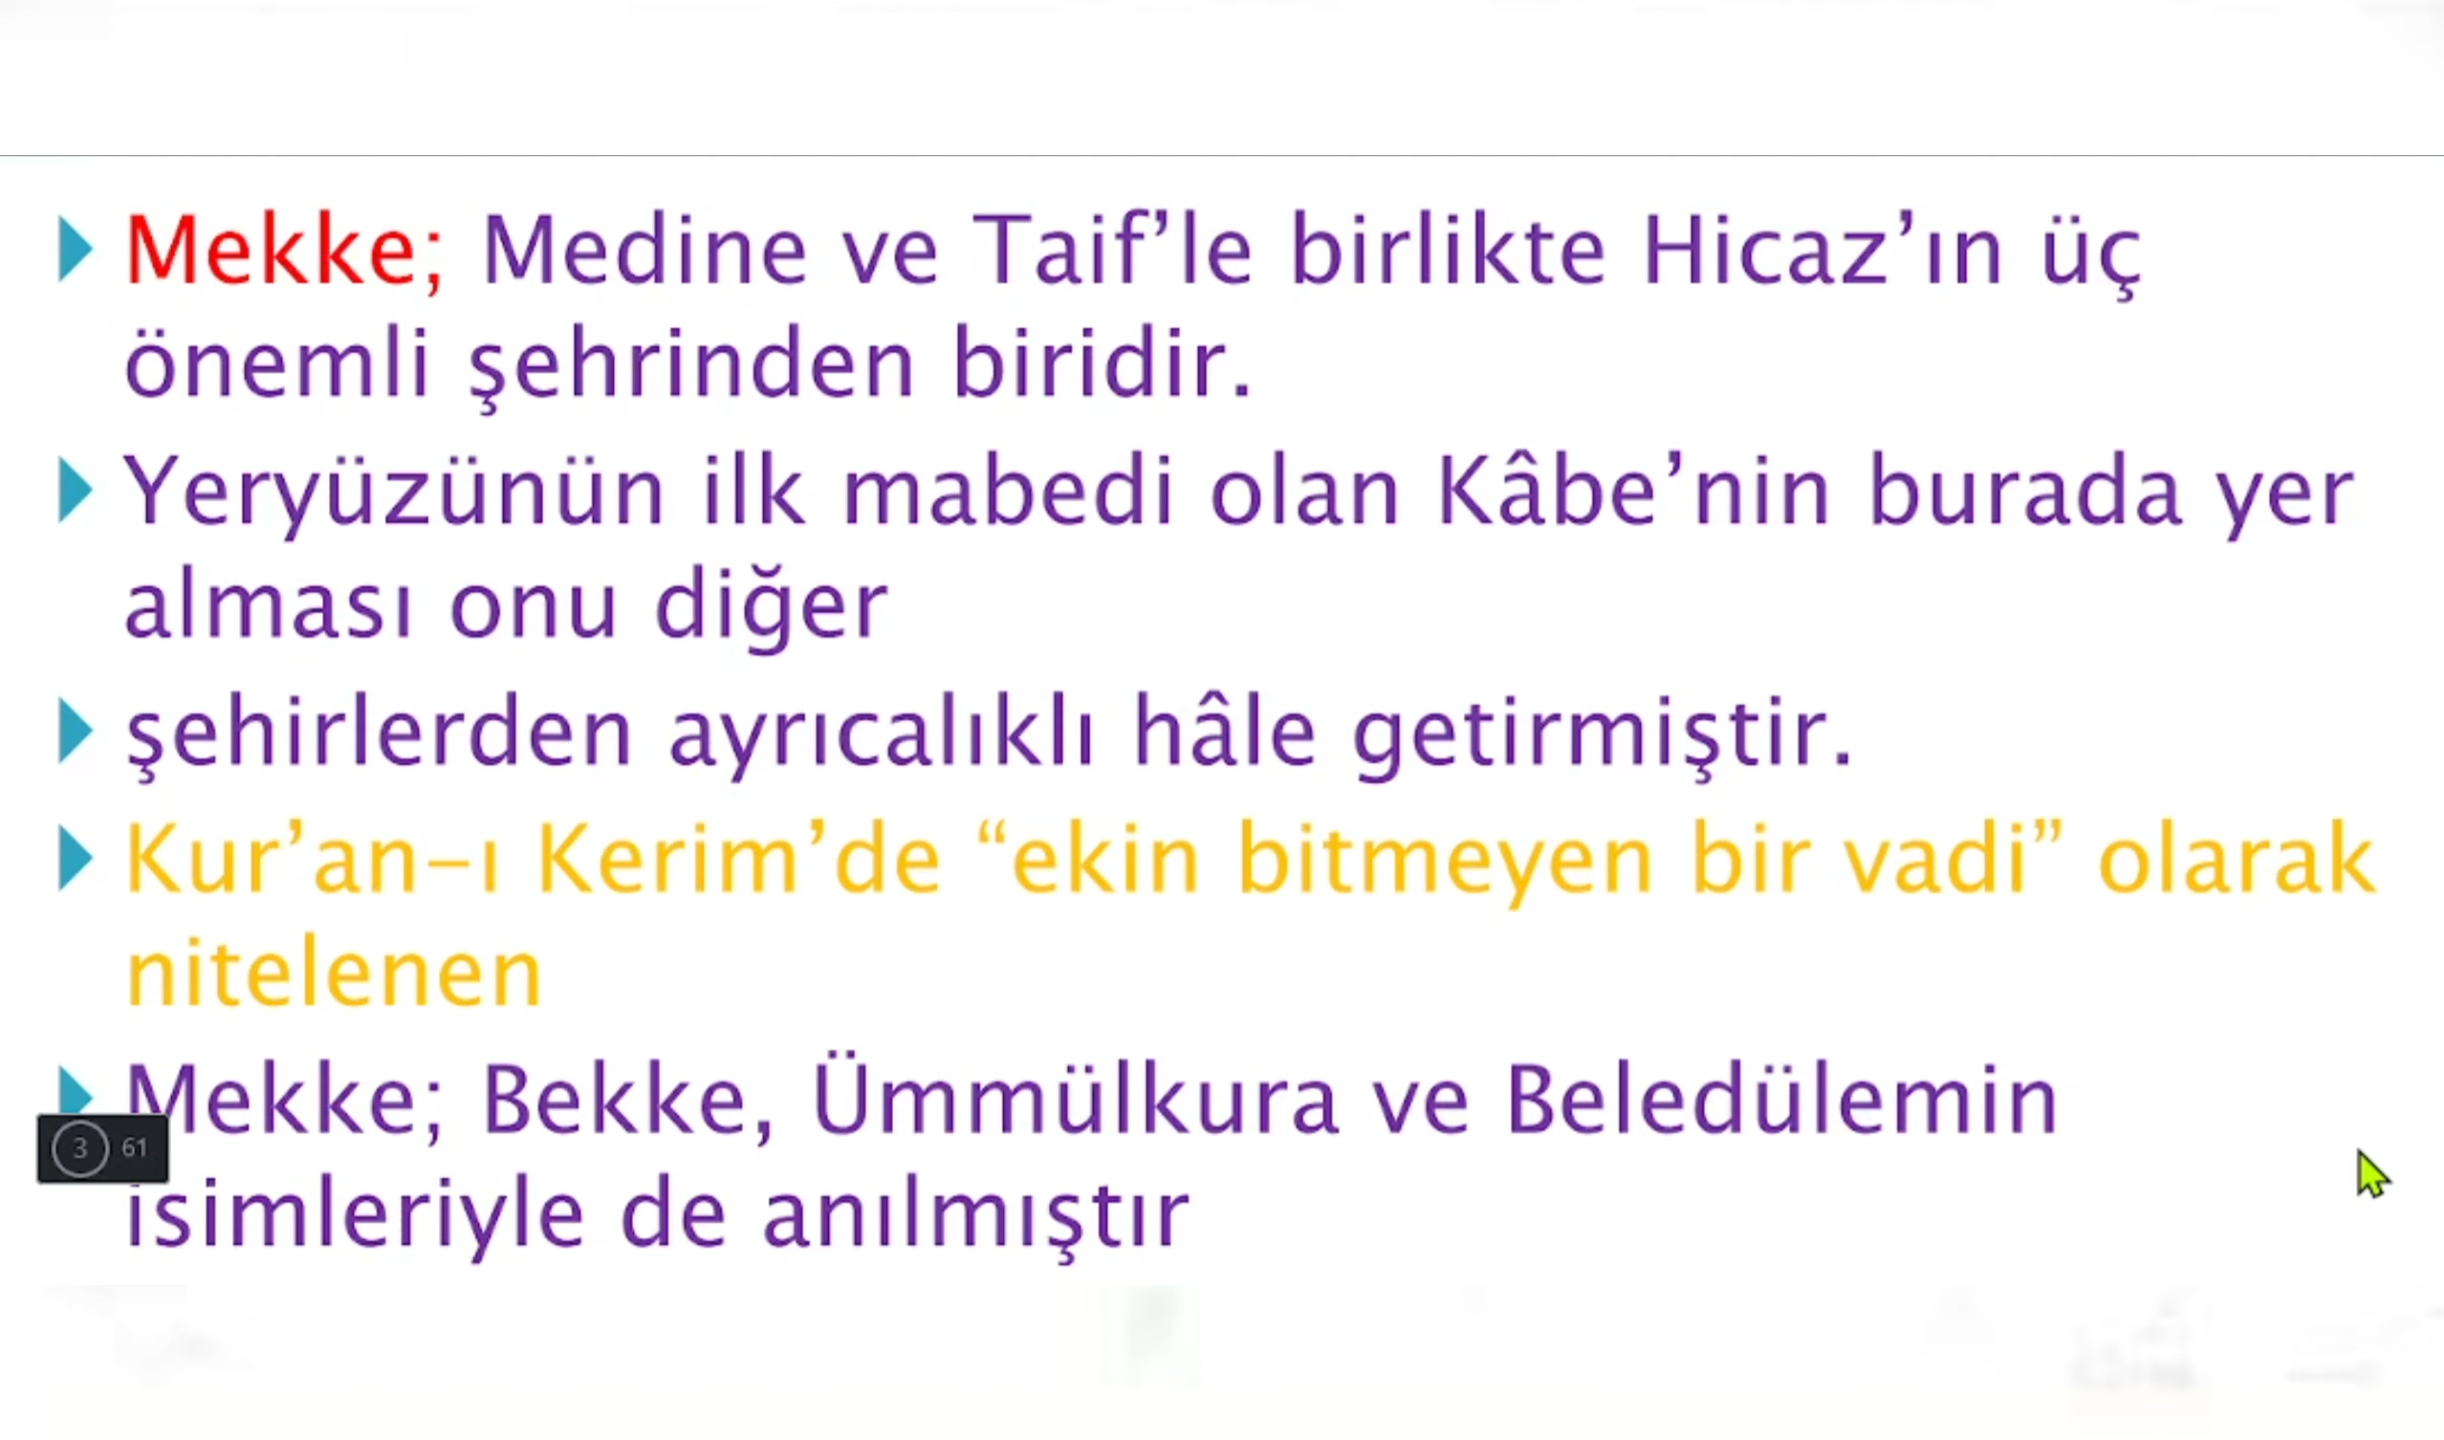 Mekke; Medine ve Taif’le birlikte Hicaz’ın üç
önemli şehrinden biridir.
Yeryüzünün ilk mabedi olan Kâbe’nin burada yer
alması onu diğer
şehirlerden ayrıcalıklı hâle getirmiştir.
Kur’an-ı Kerim’de “ekin bitmeyen bir vadi” olarak
nitelenen
Mekke; Bekke, Ümmülkura ve Beledülemin
3 61
isimleriyle de anılmıştır